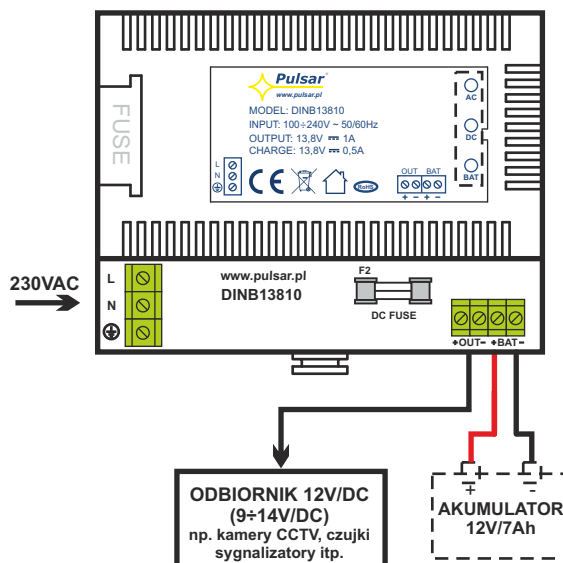 FUSE
Pulsar
www.pulsar.pl
MODEL: DINB13810
INPUT: 100÷240V ~ 50/60Hz
OUTPUT: 13,8V ⎓ 1A
CHARGE: 13,8V ⎓ 0,5A
AC
DC
BAT
L
N
CE
RoHS
OUT BAT
+ - + -
230VAC
L
N
www.pulsar.pl
DINB13810
F2
DC FUSE
+OUT- +BAT-
ODBIORNIK 12V/DC
(9÷14V/DC)
np. kamery CCTV, czujki
sygnalizatory itp.
+ -
AKUMULATOR
12V/7Ah